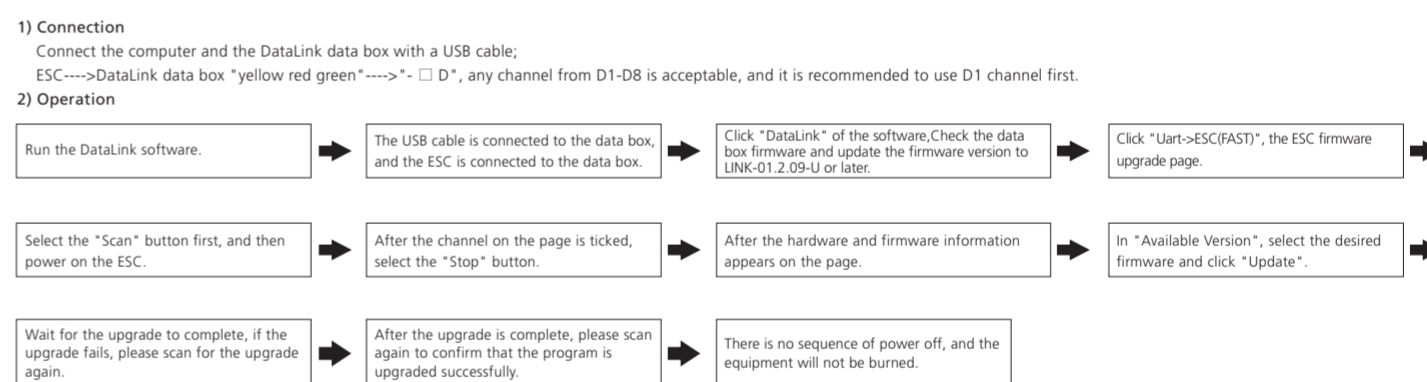 1) Connection
Connect the computer and the DataLink data box with a USB cable;
ESC---->DataLink data box "yellow red green"---->"- □ D", any channel from D1-D8 is acceptable, and it is recommended to use D1 channel first.
2) Operation
Run the DataLink software.
The USB cable is connected to the data box,
and the ESC is connected to the data box.
Click "DataLink" of the software,Check the data
box firmware and update the firmware version to
LINK-01.2.09-U or later.
Click "Uart->ESC(FAST)", the ESC firmware
upgrade page.
Select the "Scan" button first, and then
power on the ESC.
After the channel on the page is ticked,
select the "Stop" button.
After the hardware and firmware information
appears on the page.
In "Available Version", select the desired
firmware and click "Update".
Wait for the upgrade to complete, if the
upgrade fails, please scan for the upgrade
again.
After the upgrade is complete, please scan
again to confirm that the program is
upgraded successfully.
There is no sequence of power off, and the
equipment will not be burned.